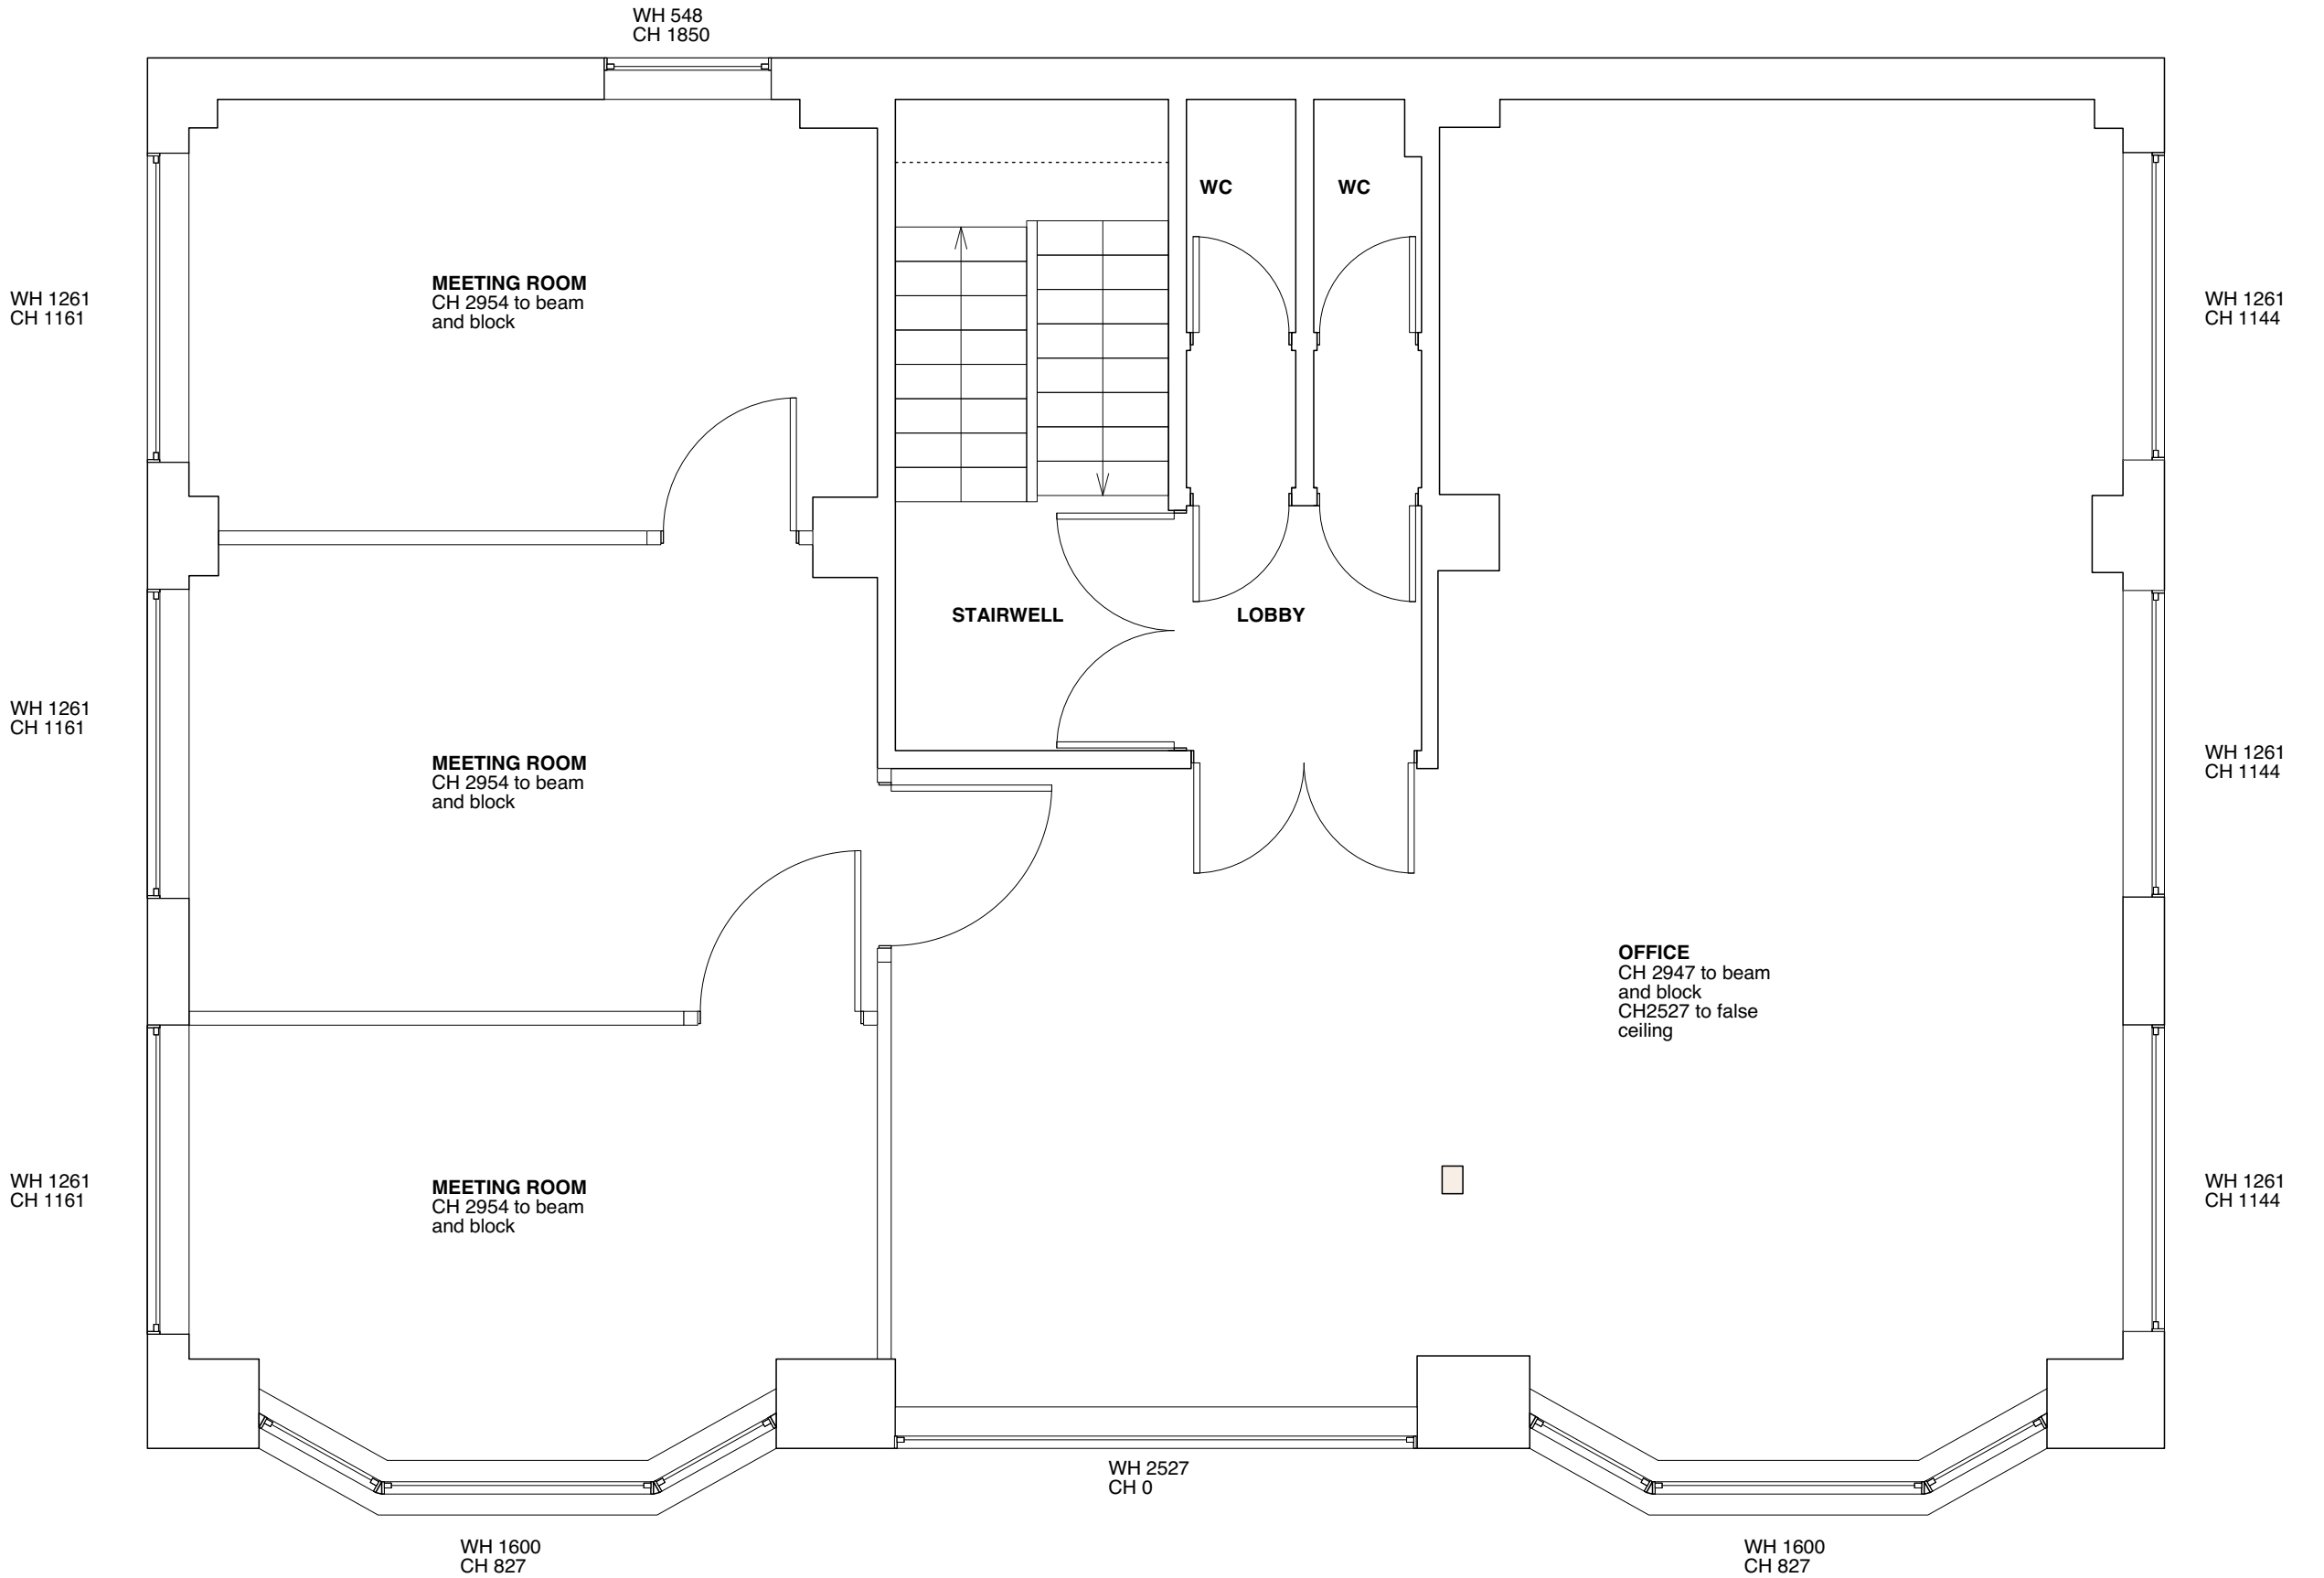 WH 548
CH 1850
WC
WC
MEETING ROOM
CH 2954 to beam
and block
WH 1261
CH 1161
WH 1261
CH 1144
STAIRWELL
LOBBY
WH 1261
CH 1161
MEETING ROOM
CH 2954 to beam
and block
WH 1261
CH 1144
OFFICE
CH 2947 to beam
and block
CH2527 to false
ceiling
WH 1261
CH 1161
MEETING ROOM
CH 2954 to beam
and block
WH 1261
CH 1144
WH 2527
CH 0
WH 1600
CH 827
WH 1600
CH 827